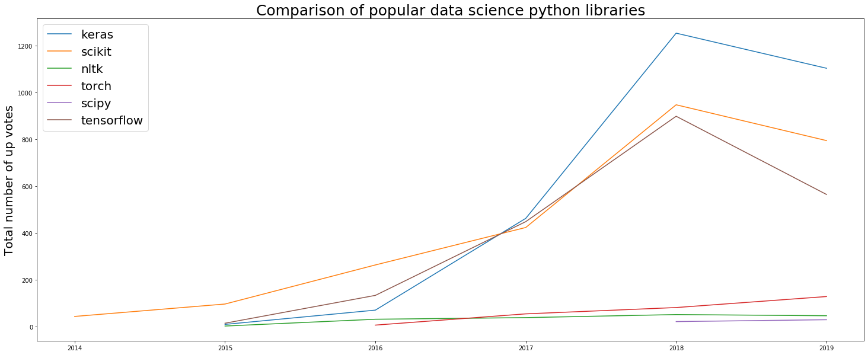 Comparison of popular data science python libraries
keras
scikit
nltk
torch
scipy
tensorflow
Total number of up votes
1200
1000
800
600
400
200
0
2014 2015 2016 2017 2018 2019